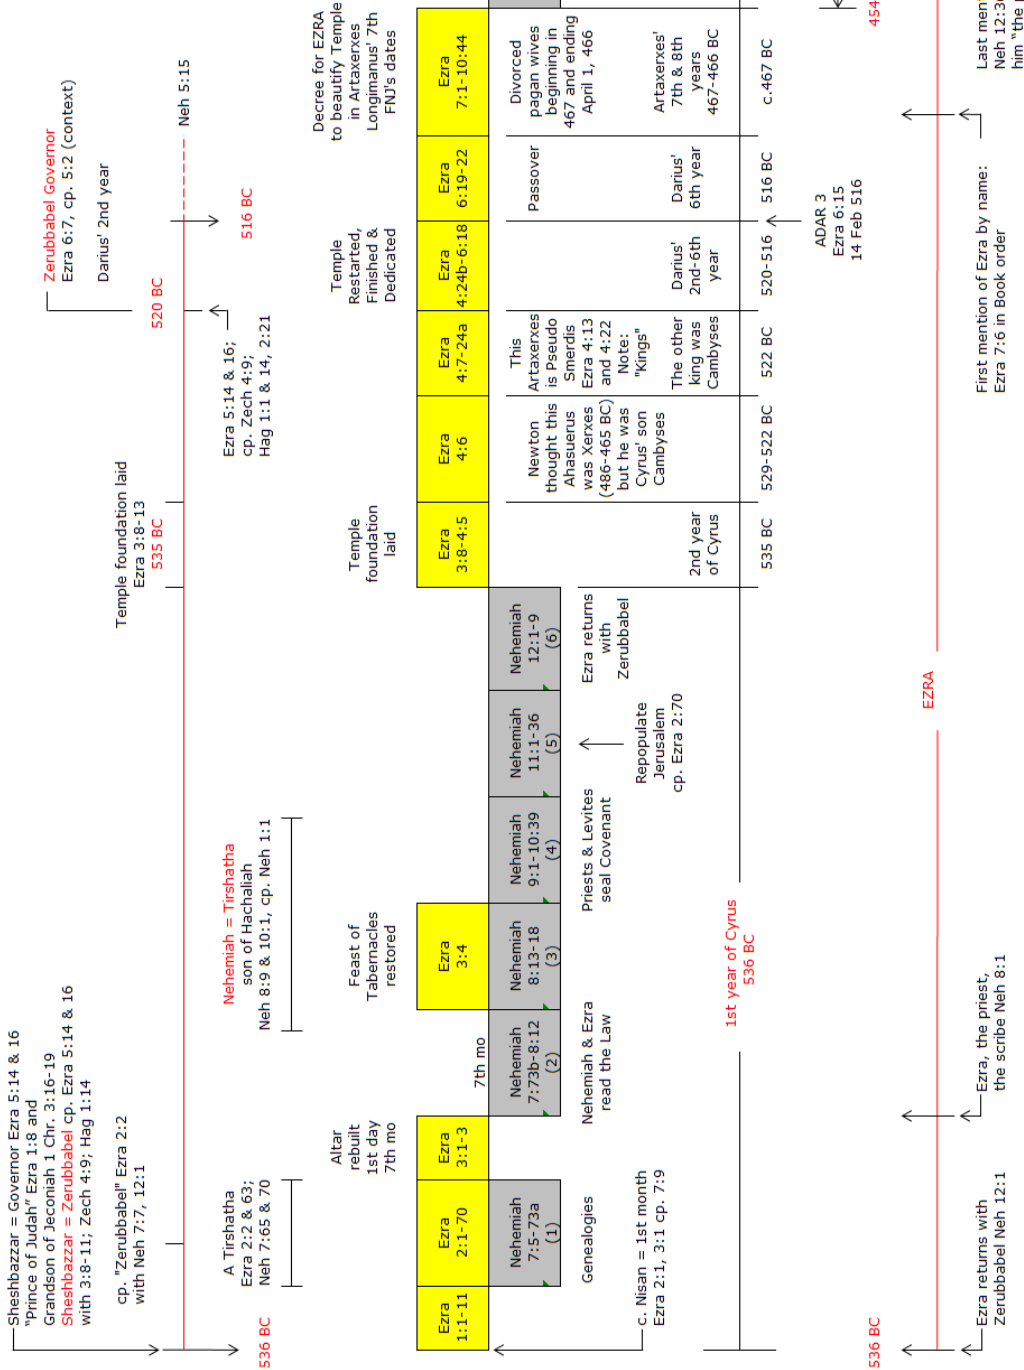 Sheshbazzar = Governor Ezra 5:14 & 16
"Prince of Judah" Ezra 1:8 and
Grandson of Jeconiah 1 Chr. 3:16-19
Sheshbazzar = Zerubbabel cp. Ezra 5:14 & 16
with 3:8-11; Zech 4:9; Hag 1:14
cp. "Zerubbabel" Ezra 2:2
with Neh 7:7, 12:1
Temple foundation laid
Ezra 3:8-13
535 BC
Zerubbabel Governor
Ezra 6:7, cp. 5:2 (context)
Darius' 2nd year
520 BC
Neh 5:15
536 BC
A Tirshatha
Ezra 2:2 & 63;
Neh 7:65 & 70
Nehemiah = Tirshatha
son of Hachaliah
Neh 8:9 & 10:1, cp. Neh 1:1
Ezra 5:14 & 16;
cp. Zech 4:9;
Hag 1:1 & 14, 2:21
516 BC
Altar
rebuilt
1st day
7th mo
Feast of
Tabernacles
restored
Temple
foundation
laid
Temple
Restarted,
Finished &
Dedicated
Decree for EZRA
to beautify Temple
in Artaxerxes
Longimanus' 7th
FNJ's dates
Ezra
1:1-11
Ezra
2:1-70
Ezra
3:1-3
7th mo
Ezra
3:4
Ezra
3:8-4:5
Ezra
4:6
Ezra
4:7-24a
Ezra
4:24b-6:18
Ezra
6:19-22
Ezra
7:1-10:44
Nehemiah
7:5-73a
(1)
Nehemiah
7:73b-8:12
(2)
Nehemiah
8:13-18
(3)
Nehemiah
9:1-10:39
(4)
Nehemiah
11:1-36
(5)
Nehemiah
12:1-9
(6)
Genealogies
Nehemiah & Ezra
read the Law
Priests & Levites
seal Covenant
Repopulate
Jerusalem
cp. Ezra 2:70
Ezra returns
with
Zerubbabel
c. Nisan = 1st month
Ezra 2:1, 3:1 cp. 7:9
2nd year
of Cyrus
Newton
thought this
Ahasuerus
was Xerxes
(486-465 BC)
but he was
Cyrus' son
Cambyses
This
Artaxerxes
is Pseudo
Smerdis
Ezra 4:13
and 4:22
Note:
"Kings"
The other
king was
Cambyses
Darius'
2nd-6th
year
Passover
Darius'
6th year
Divorced
pagan wives
beginning in
467 and ending
April 1, 466
Artaxerxes'
7th & 8th
years
467-466 BC
1st year of Cyrus
536 BC
535 BC
529-522 BC
522 BC
520-516
516 BC
c.467 BC
ADAR 3
Ezra 6:15
14 Feb 516
536 BC
454
EZRA
Ezra returns with
Zerubbabel Neh 12:1
Ezra, the priest,
the scribe Neh 8:1
First mention of Ezra by name:
Ezra 7:6 in Book order
Last men
Neh 12:3
him "the